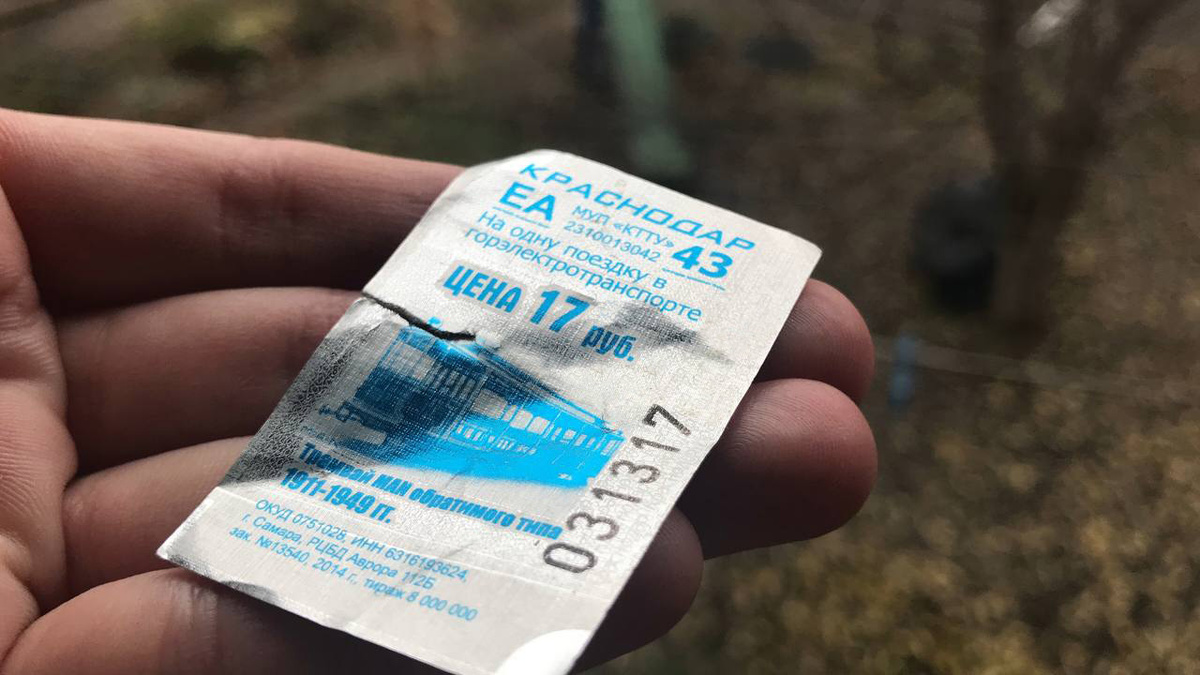 КРАСНОДАР
ЕА МУП «КТТУ» 43
2310013042
На одну поездку в
горэлектротранспорте
ЦЕНА 17 руб.
031317
Трамвай МАН обратимого типа
1911-1949 гг.
ОКУД 0751028, ИНН 6316193624,
г. Самара, РЦБД Аврора 112Б
зак. №13540, 2014 г, тираж 8 000 000